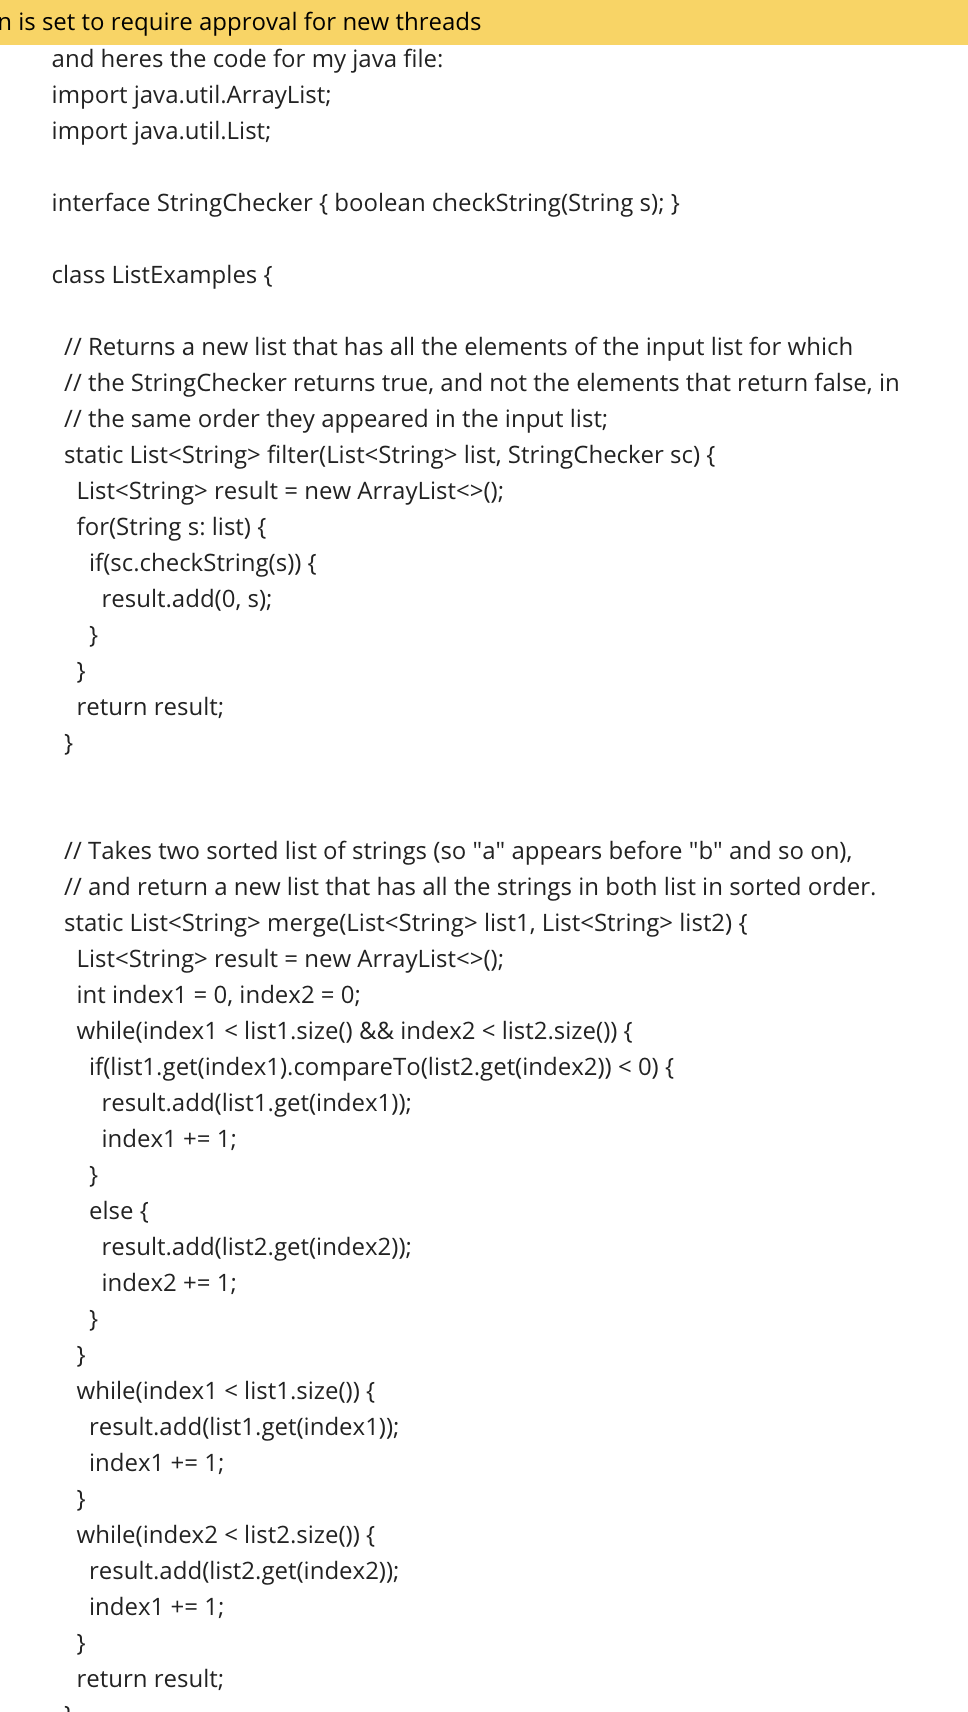 n is set to require approval for new threads
and heres the code for my java file:
import java.util.ArrayList;
import java.util.List;
interface StringChecker { boolean checkString(String s); }
class ListExamples {
// Returns a new list that has all the elements of the input list for which
// the StringChecker returns true, and not the elements that return false, in
// the same order they appeared in the input list;
static List<String> filter(List<String> list, StringChecker sc) {
List<String> result = new ArrayList<>();
for(String s: list) {
if(sc.checkString(s)) {
result.add(0, s);
}
}
return result;
}
// Takes two sorted list of strings (so "a" appears before "b" and so on),
// and return a new list that has all the strings in both list in sorted order.
static List<String> merge(List<String> list1, List<String> list2) {
List<String> result = new ArrayList<>();
int index1 = 0, index2 = 0;
while(index1 < list1.size() && index2 < list2.size()) {
if(list1.get(index1).compareTo(list2.get(index2)) < 0) {
result.add(list1.get(index1));
index1 += 1;
}
else {
result.add(list2.get(index2));
index2 += 1;
}
}
while(index1 < list1.size()) {
result.add(list1.get(index1));
index1 += 1;
}
while(index2 < list2.size()) {
result.add(list2.get(index2));
index1 += 1;
}
return result;
}